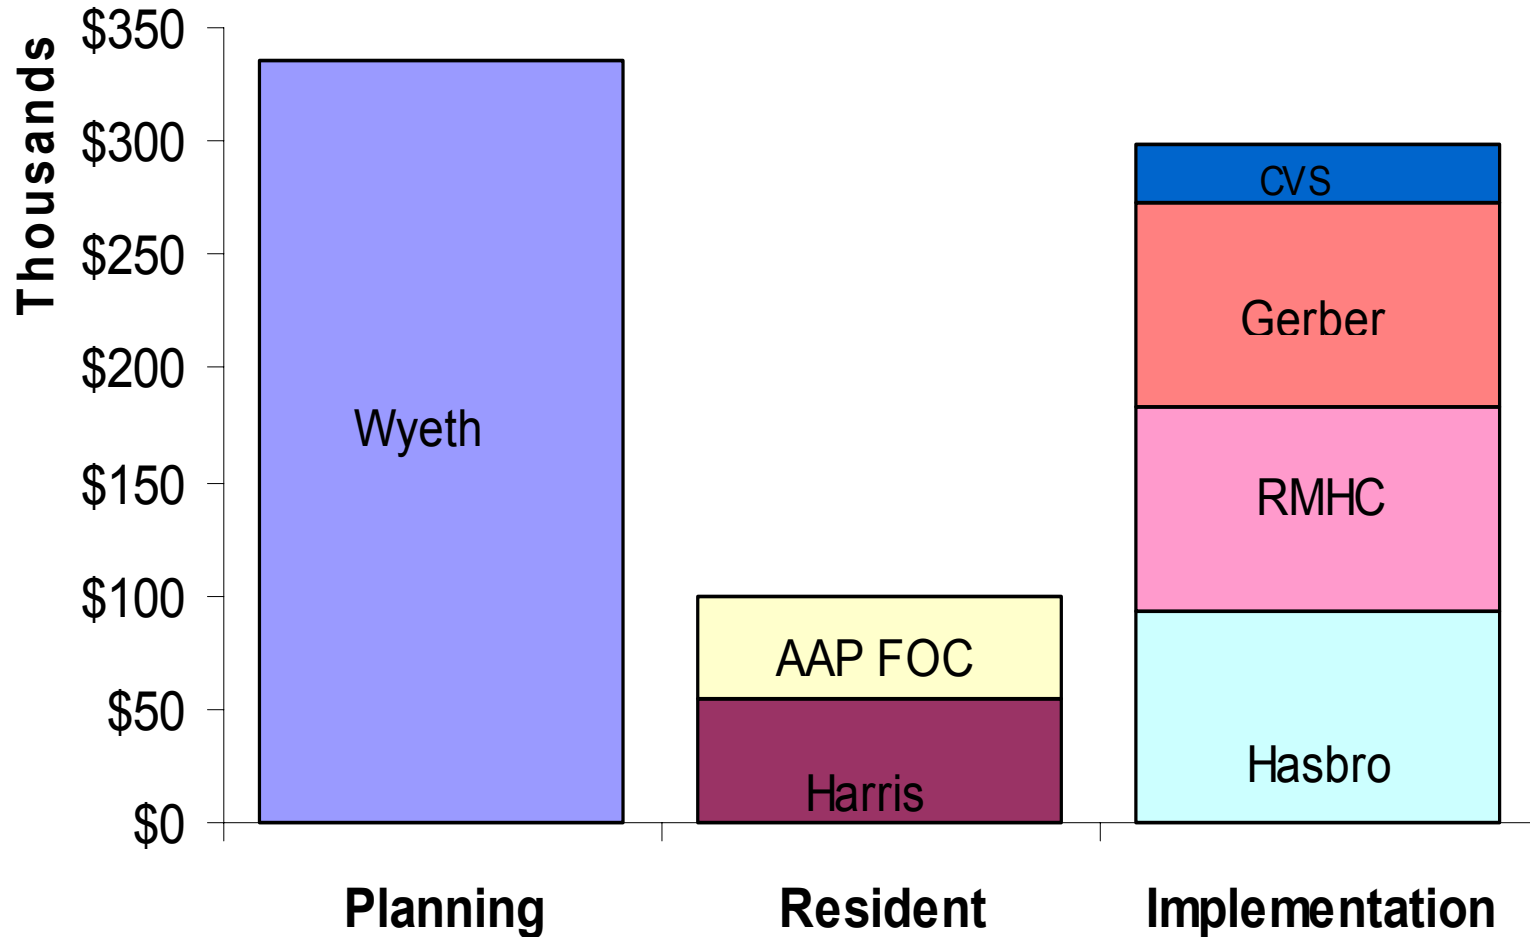 Thousands
$350
$300
$250
$200
$150
$100
$50
$0
Wyeth
AAP FOC
Harris
CVS
Gerber
RMHC
Hasbro
Planning
Resident
Implementation